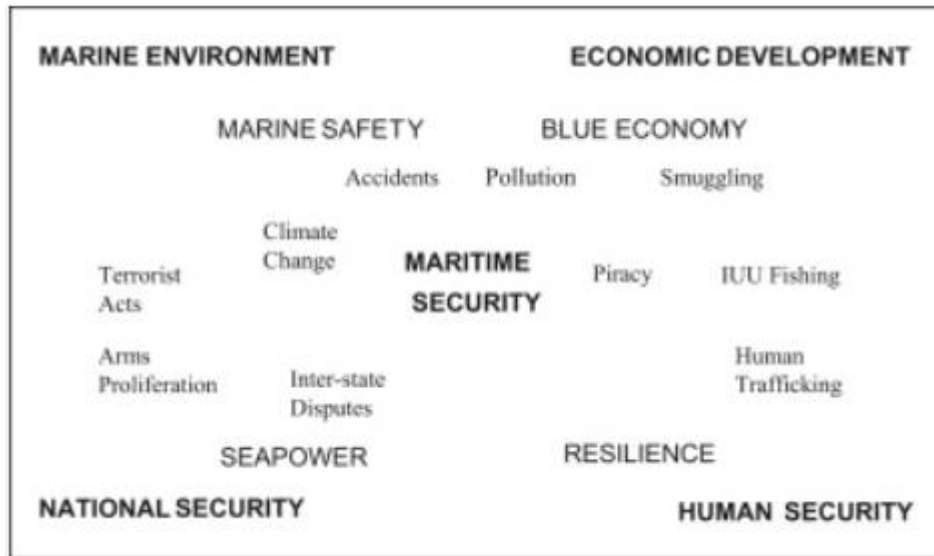 MARINE ENVIRONMENT
ECONOMIC DEVELOPMENT
MARINE SAFETY
BLUE ECONOMY
Accidents
Pollution
Smuggling
Climate
Change
MARITIME
SECURITY
Piracy
IUU Fishing
Terrorist
Acts
Arms
Proliferation
Inter-state
Disputes
Human
Trafficking
SEAPOWER
RESILIENCE
NATIONAL SECURITY
HUMAN SECURITY